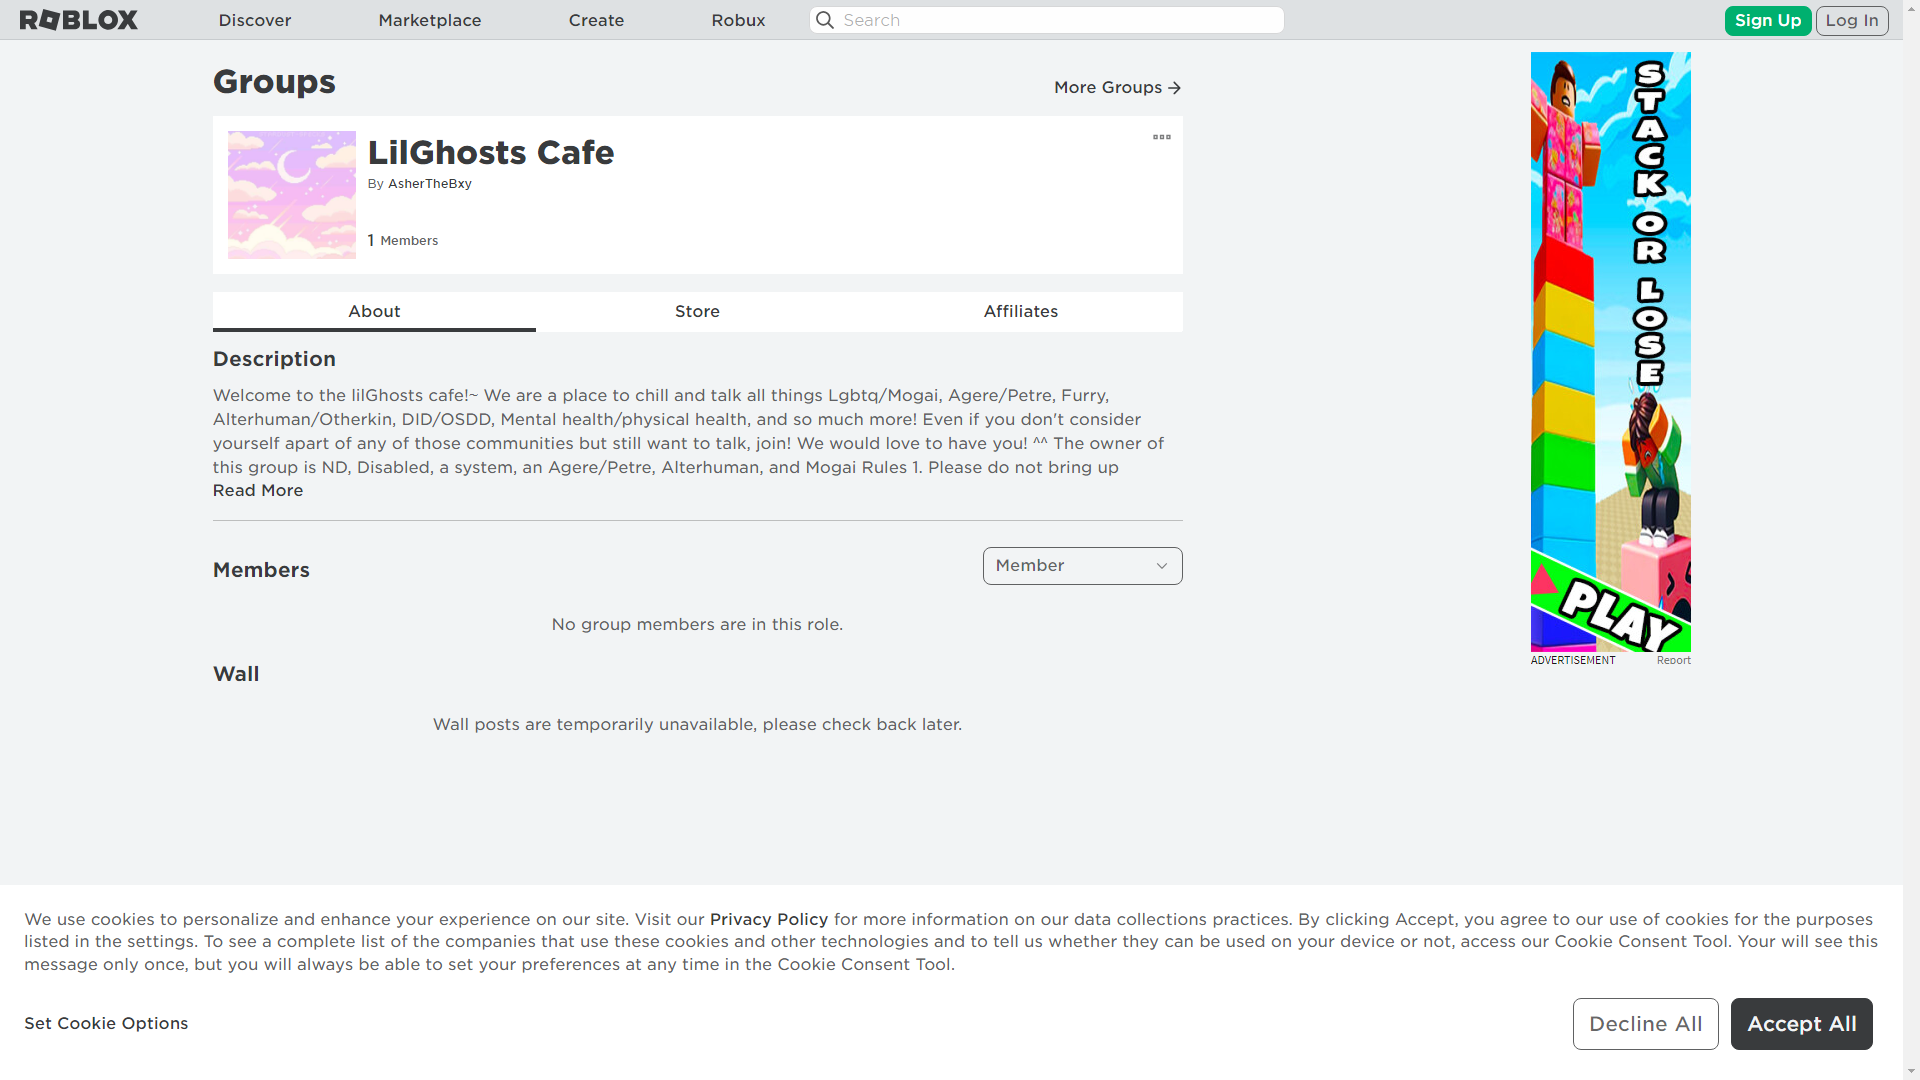 ROBLOX Discover Marketplace Create Robux Search Sign Up Log In
Groups
More Groups
LilGhosts Cafe
By AsherTheBxy
1 Members
About Store Affiliates
Description
Welcome to the lilGhosts cafe!~ We are a place to chill and talk all things Lgbtq/Mogai, Agere/Petre, Furry,
Alterhuman/Otherkin, DID/OSDD, Mental health/physical health, and so much more! Even if you don't consider
yourself apart of any of those communities but still want to talk, join! We would love to have you! ^^ The owner of
this group is ND, Disabled, a system, an Agere/Petre, Alterhuman, and Mogai Rules 1. Please do not bring up
Read More
Members
Member
No group members are in this role.
Wall
Wall posts are temporarily unavailable, please check back later.
STACK OR LOSE
PLAY
ADVERTISEMENT Report
We use cookies to personalize and enhance your experience on our site. Visit our Privacy Policy for more information on our data collections practices. By clicking Accept, you agree to our use of cookies for the purposes
listed in the settings. To see a complete list of the companies that use these cookies and other technologies and to tell us whether they can be used on your device or not, access our Cookie Consent Tool. Your will see this
message only once, but you will always be able to set your preferences at any time in the Cookie Consent Tool.
Set Cookie Options
Decline All
Accept All